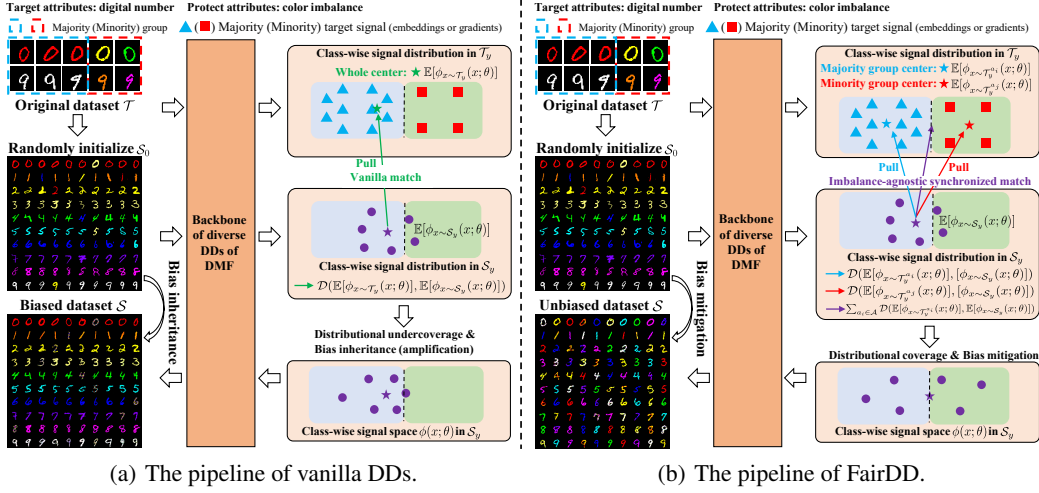 Target attributes: digital number
Protect attributes: color imbalance
Majority (Minority) group
( ) Majority (Minority) target signal (embeddings or gradients)
Original dataset 𝒯
Randomly initialize 𝒮₀
Bias inheritance
Biased dataset 𝒮
Backbone
of diverse
DDs of
DMF
Class-wise signal distribution in 𝒯_y
Whole center: ★ 𝔼[ϕ_{x∼𝒯_y}(x;θ)]
Pull
Vanilla match
𝔼[ϕ_{x∼𝒮_y}(x;θ)]
Class-wise signal distribution in 𝒮_y
𝒟(𝔼[ϕ_{x∼𝒯_y}(x;θ)], 𝔼[ϕ_{x∼𝒮_y}(x;θ)])
Distributional undercoverage &
Bias inheritance (amplification)
Class-wise signal space ϕ(x;θ) in 𝒮_y
(a) The pipeline of vanilla DDs.
Target attributes: digital number
Protect attributes: color imbalance
Majority (Minority) group
( ) Majority (Minority) target signal (embeddings or gradients)
Original dataset 𝒯
Randomly initialize 𝒮₀
Bias mitigation
Unbiased dataset 𝒮
Backbone
of diverse
DDs of
DMF
Class-wise signal distribution in 𝒯_y
Majority group center: ★ 𝔼[ϕ_{x∼𝒯_y^{a_i}}(x;θ)]
Minority group center: ★ 𝔼[ϕ_{x∼𝒯_y^{a_j}}(x;θ)]
Pull
Pull
Imbalance-agnostic synchronized match
𝔼[ϕ_{x∼𝒮_y}(x;θ)]
Class-wise signal distribution in 𝒮_y
𝒟(𝔼[ϕ_{x∼𝒯_y^{a_i}}(x;θ)], [ϕ_{x∼𝒮_y}(x;θ)])
𝒟(𝔼[ϕ_{x∼𝒯_y^{a_j}}(x;θ)], [ϕ_{x∼𝒮_y}(x;θ)])
∑_{a_i∈𝒜} 𝒟(𝔼[ϕ_{x∼𝒯_y^{a_i}}(x;θ)], 𝔼[ϕ_{x∼𝒮_y}(x;θ)])
Distributional coverage & Bias mitigation
Class-wise signal space ϕ(x;θ) in 𝒮_y
(b) The pipeline of FairDD.